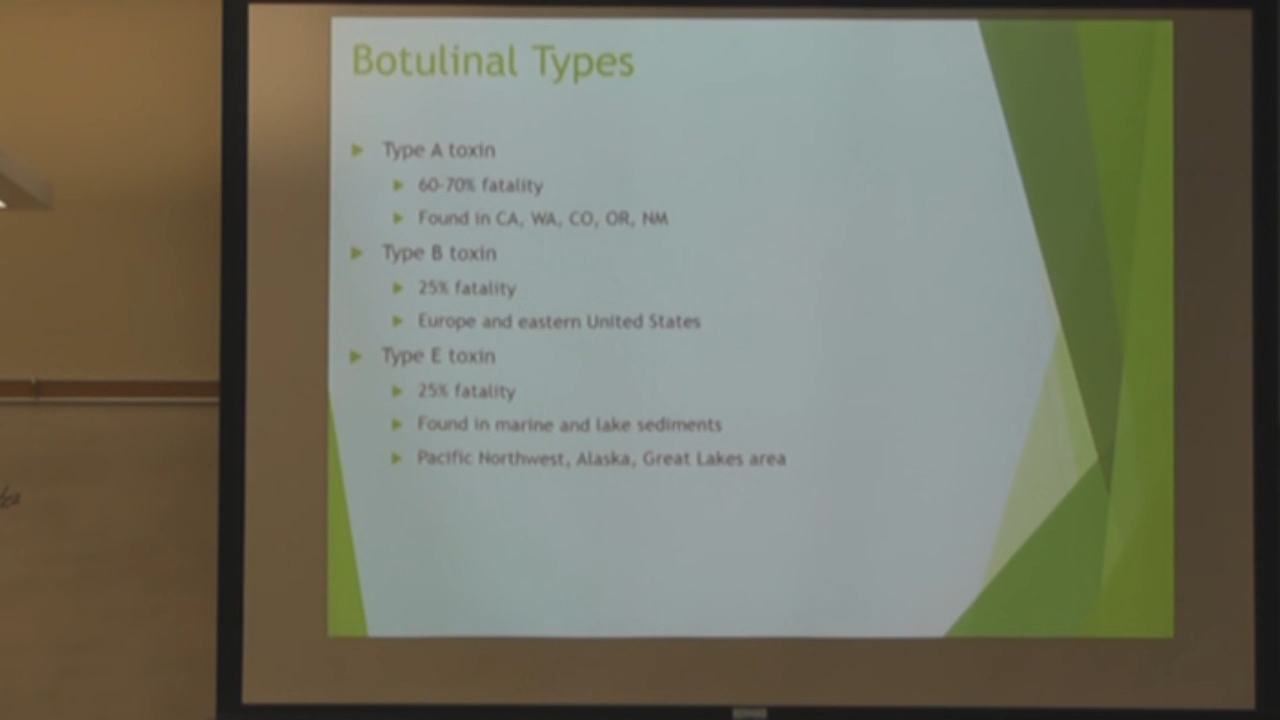 Botulinal Types
Type A toxin
60-70% fatality
Found in CA, WA, CO, OR, NM
Type B toxin
25% fatality
Europe and eastern United States
Type E toxin
25% fatality
Found in marine and lake sediments
Pacific Northwest, Alaska, Great Lakes area